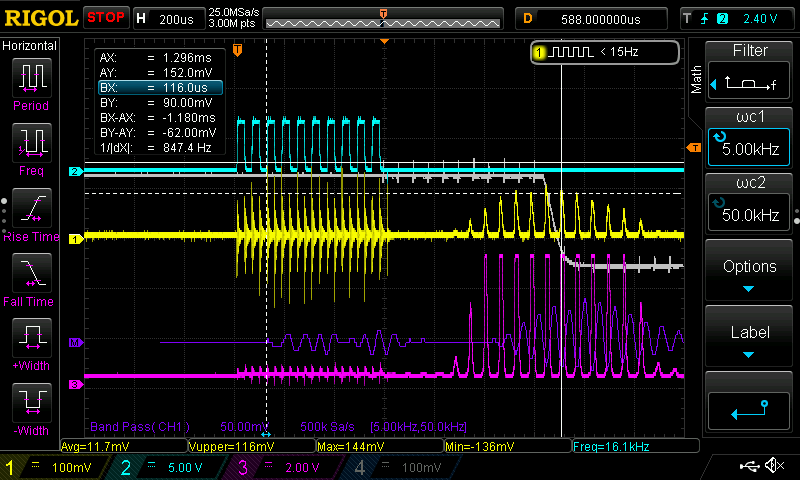 RIGOL STOP H 200us 25.0MSa/s 3.00M pts D 588.000000us T 2 2.40 V
Horizontal
Period
Freq
Rise Time
Fall Time
+Width
-Width
AX: = 1.296ms
AY: = 152.0mV
BX: = 116.0us
BY: = 90.00mV
BX-AX: = -1.180ms
BY-AY: = -62.00mV
1/|dX|: = 847.4 Hz
T
1 < 15Hz
T
2
1
M
3
Band Pass( CH1 ) 50.00mV 500k Sa/s [5.00kHz,50.0kHz]
Math
Filter
f
ωc1
5.00kHz
ωc2
50.0kHz
Options
Label
Avg=11.7mV Vupper=116mV Max=144mV Min=-136mV Freq=16.1kHz
1 = 100mV 2 = 5.00 V 3 = 2.00 V 4 = 100mV